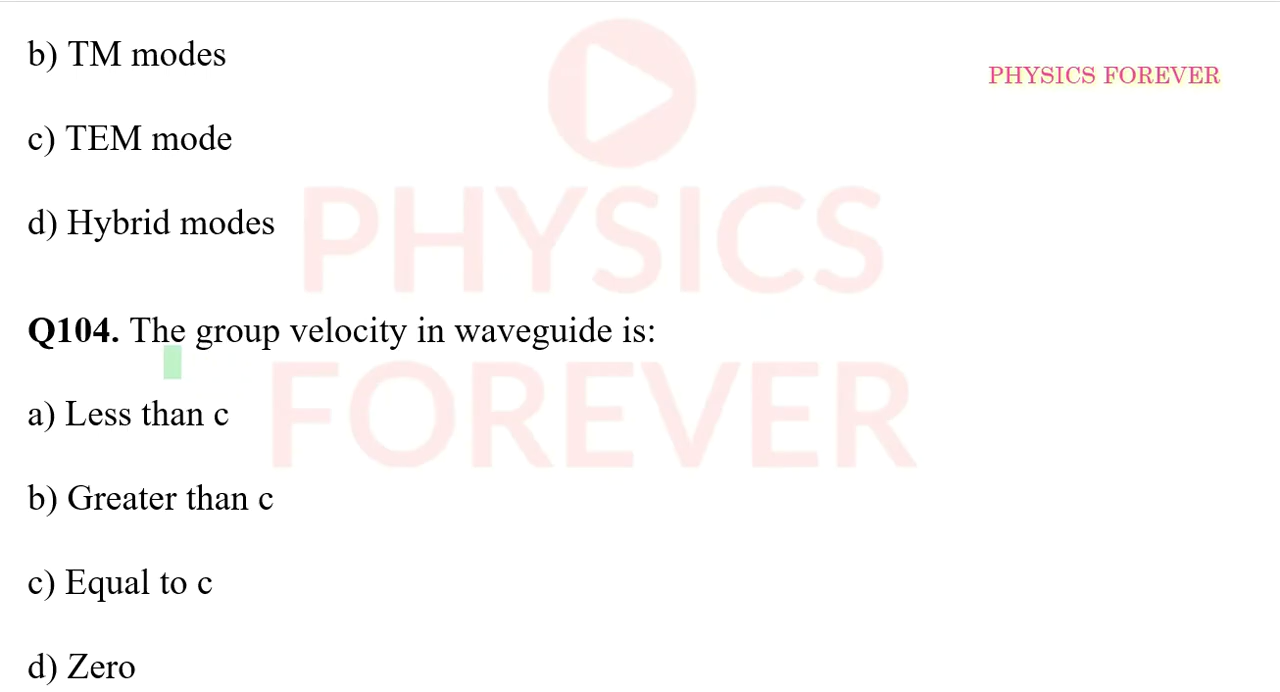 b) TM modes
PHYSICS FOREVER
c) TEM mode
d) Hybrid modes
PHYSICS
Q104. The group velocity in waveguide is:
FOREVER
a) Less than c
b) Greater than c
c) Equal to c
d) Zero